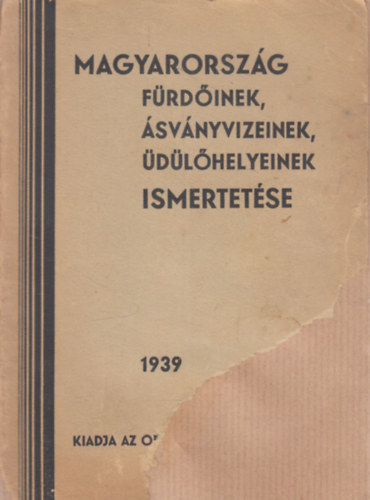 MAGYARORSZÁG
FÜRDŐINEK,
ÁSVÁNYVIZEINEK,
ÜDÜLŐHELYEINEK
ISMERTETÉSE
1939
KIADJA AZ